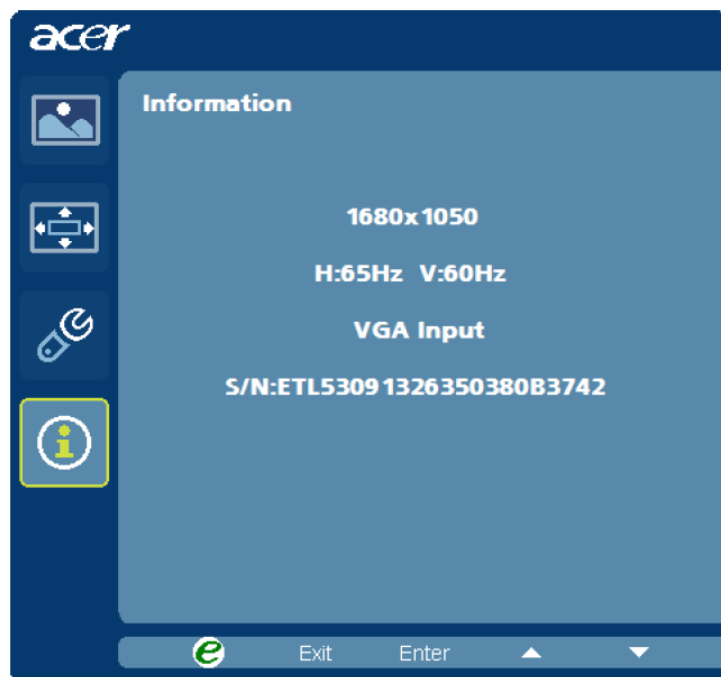 acer
Information
1680x1050
H:65Hz V:60Hz
VGA Input
S/N:ETL53091326350380B3742
e Exit Enter